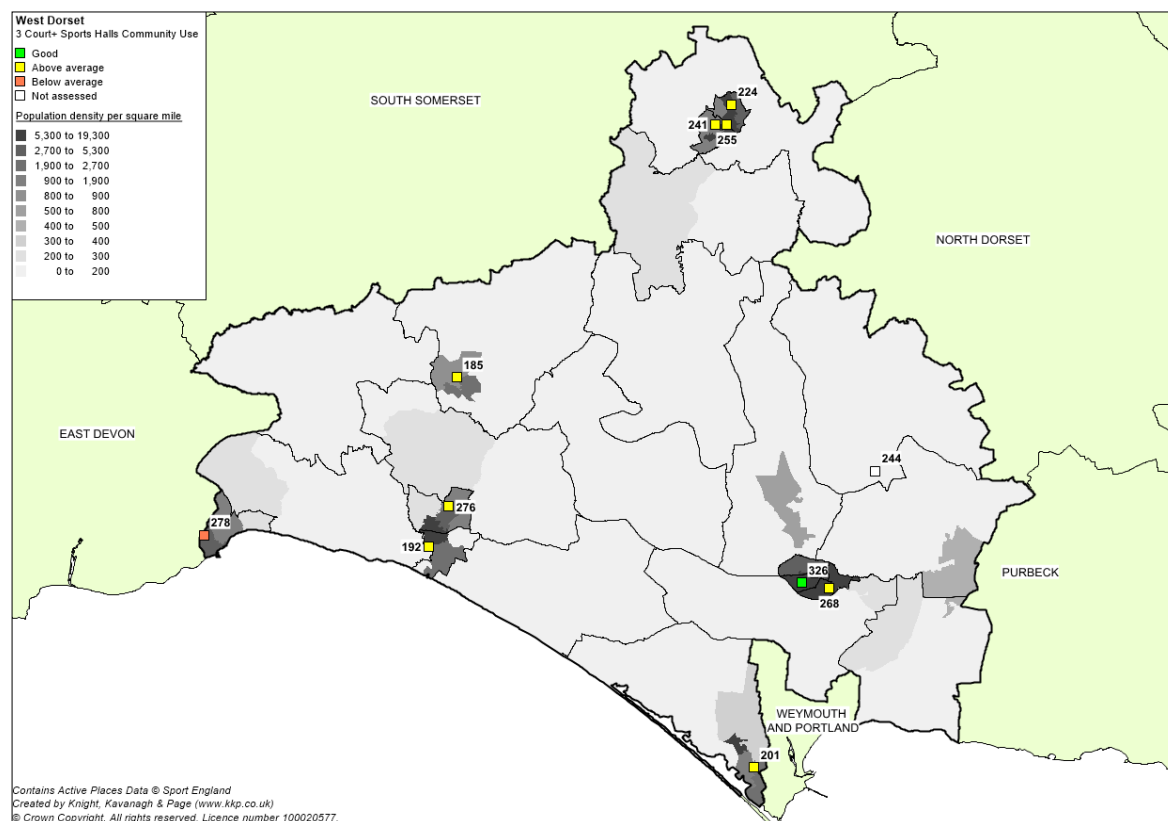 West Dorset
3 Court+ Sports Halls Community Use
Good
Above average
Below average
Not assessed
Population density per square mile
5,300 to 19,300
2,700 to 5,300
1,900 to 2,700
900 to 1,900
800 to 900
500 to 800
400 to 500
300 to 400
200 to 300
0 to 200
SOUTH SOMERSET
224
241
255
NORTH DORSET
185
EAST DEVON
244
276
278
192
326
PURBECK
268
WEYMOUTH
AND PORTLAND
201
Contains Active Places Data © Sport England
Created by Knight, Kavanagh & Page (www.kkp.co.uk)
© Crown Copyright. All rights reserved. Licence number 100020577.